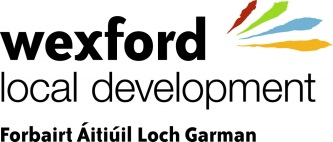 wexford
local development
Forbairt Áitiúil Loch Garman